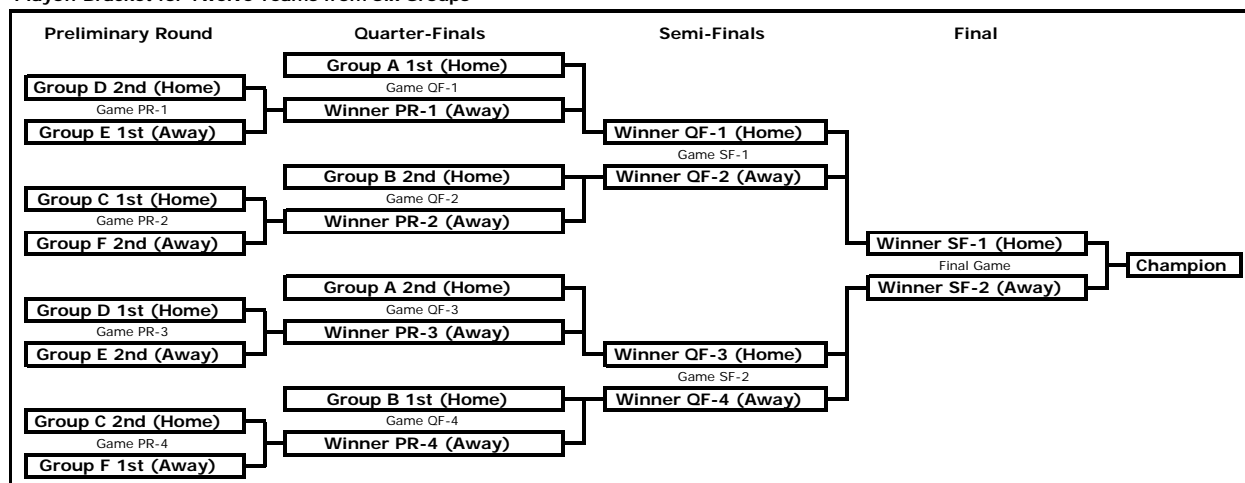 Playoff Bracket for Twelve Teams from Six Groups
Preliminary Round Quarter-Finals Semi-Finals Final
Group A 1st (Home)
Group D 2nd (Home)
Game QF-1
Game PR-1
Winner PR-1 (Away)
Group E 1st (Away)
Winner QF-1 (Home)
Game SF-1
Group B 2nd (Home)
Winner QF-2 (Away)
Group C 1st (Home)
Game QF-2
Game PR-2
Winner PR-2 (Away)
Group F 2nd (Away)
Winner SF-1 (Home)
Final Game
Champion
Group A 2nd (Home)
Winner SF-2 (Away)
Group D 1st (Home)
Game QF-3
Game PR-3
Winner PR-3 (Away)
Group E 2nd (Away)
Winner QF-3 (Home)
Game SF-2
Group B 1st (Home)
Winner QF-4 (Away)
Group C 2nd (Home)
Game QF-4
Game PR-4
Winner PR-4 (Away)
Group F 1st (Away)